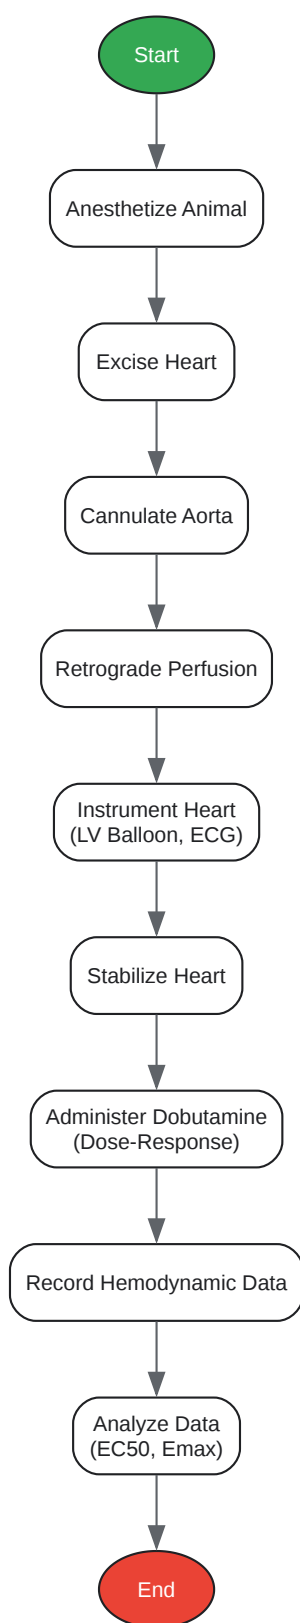 Start
Anesthetize Animal
Excise Heart
Cannulate Aorta
Retrograde Perfusion
Instrument Heart
(LV Balloon, ECG)
Stabilize Heart
Administer Dobutamine
(Dose-Response)
Record Hemodynamic Data
Analyze Data
(EC50, Emax)
End